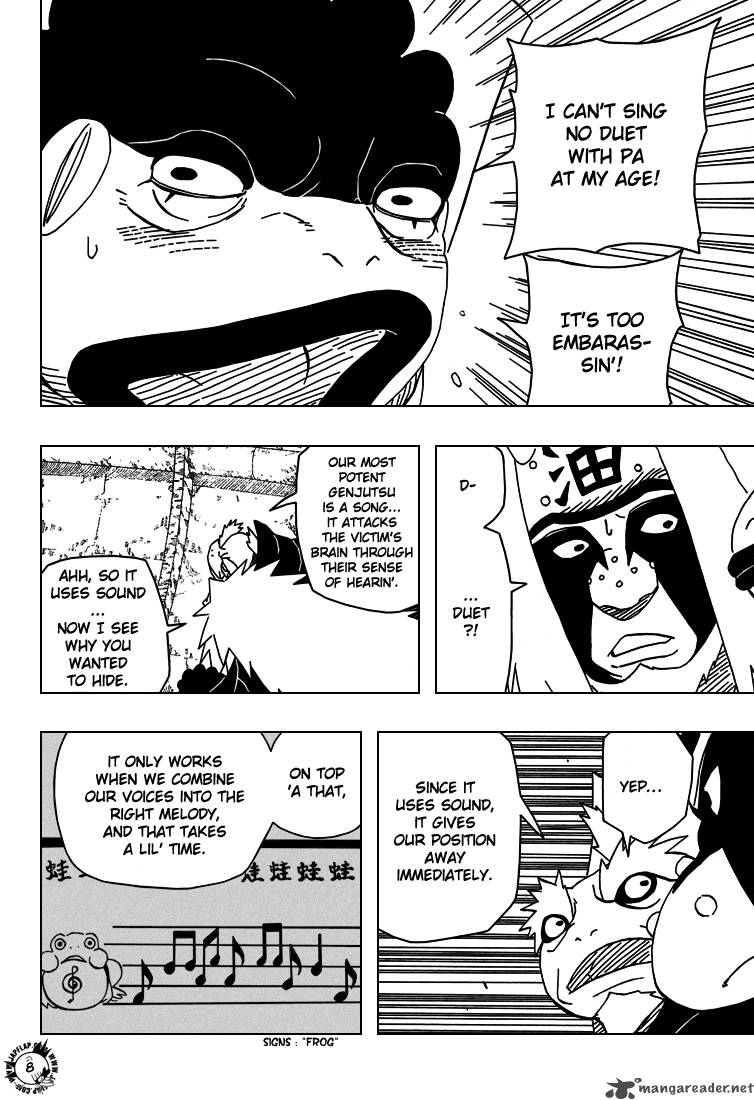 I CAN'T SING
NO DUET
WITH PA
AT MY AGE!
IT'S TOO
EMBARAS-
SIN'!
OUR MOST
POTENT
GENJUTSU
IS A SONG...
IT ATTACKS
THE VICTIM'S
BRAIN THROUGH
THEIR SENSE
OF HEARIN'.
AHH, SO IT
USES SOUND
...
NOW I SEE
WHY YOU
WANTED
TO HIDE.
油
D-
...
DUET
?!
IT ONLY WORKS
WHEN WE COMBINE
OUR VOICES INTO
THE RIGHT MELODY,
AND THAT TAKES
A LIL' TIME.
ON TOP
'A THAT,
蛙 蛙蛙蛙蛙
SIGNS : "FROG"
YEP...
SINCE IT
USES SOUND,
IT GIVES
OUR POSITION
AWAY
IMMEDIATELY.
8
mangareader.net